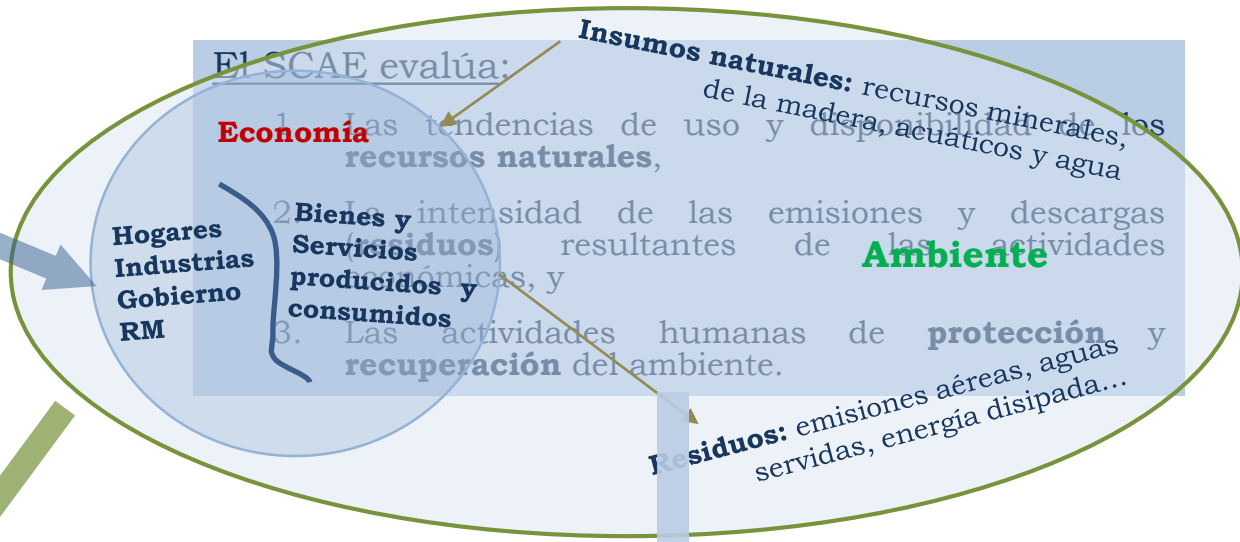 El SCAE evalúa:
1. Las tendencias de uso y disponibilidad de los
recursos naturales,
2. La intensidad de las emisiones y descargas
(residuos) resultantes de las actividades
económicas, y
3. Las actividades humanas de protección y
recuperación del ambiente.
Insumos naturales: recursos minerales,
de la madera, acuáticos y agua
Economía
Hogares
Industrias
Gobierno
RM
Bienes y
Servicios
producidos y
consumidos
Ambiente
Residuos: emisiones aéreas, aguas
servidas, energía disipada...